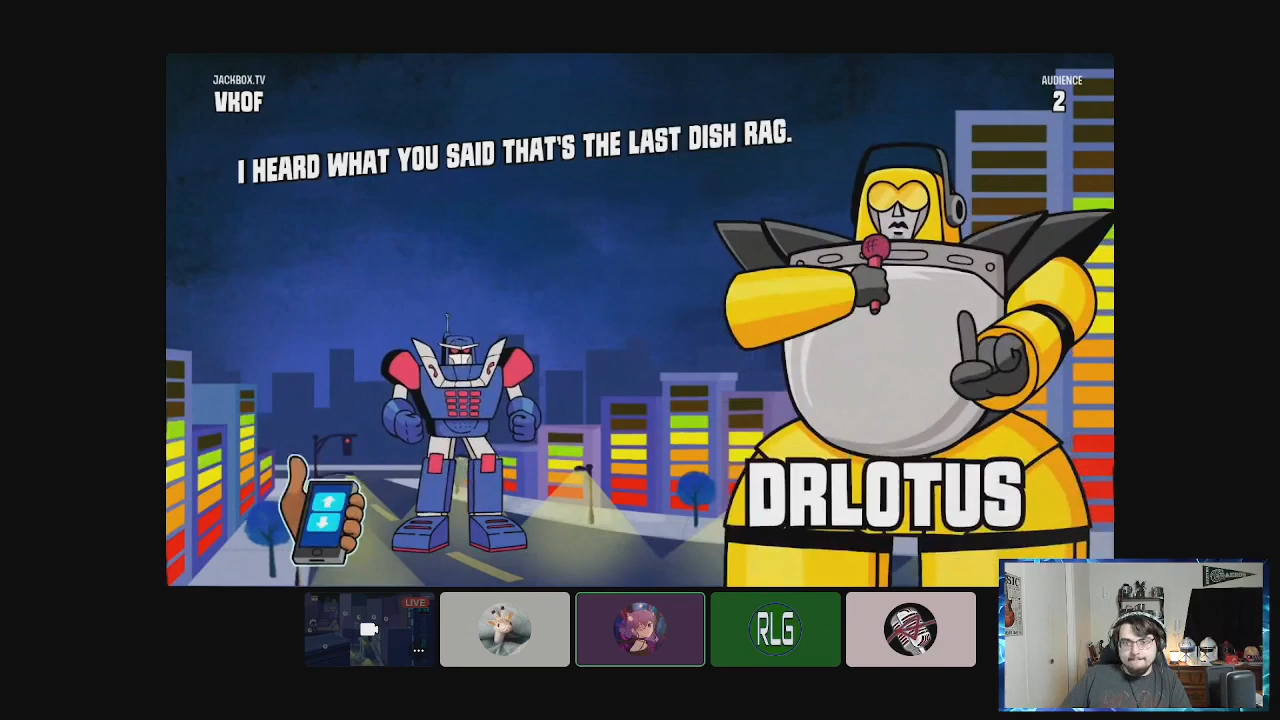 JACKBOX.TV
VKOF
AUDIENCE
2
I HEARD WHAT YOU SAID THAT'S THE LAST DISH RAG.
DRLOTUS
LIVE
RLG